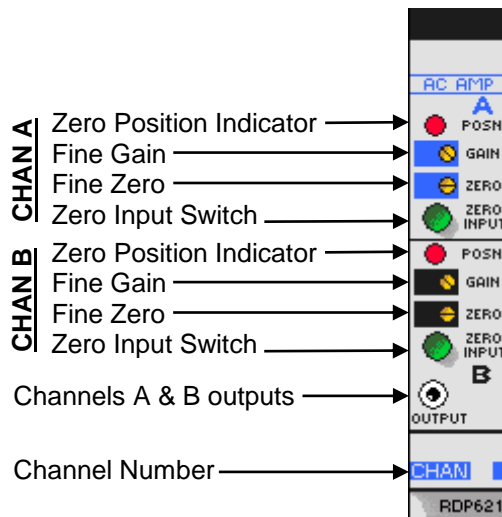 AC AMP
A
CHAN A
Zero Position Indicator
POSN
Fine Gain
GAIN
Fine Zero
ZERO
Zero Input Switch
ZERO
INPUT
CHAN B
Zero Position Indicator
POSN
Fine Gain
GAIN
Fine Zero
ZERO
Zero Input Switch
ZERO
INPUT
B
Channels A & B outputs
OUTPUT
Channel Number
CHAN
RDP621